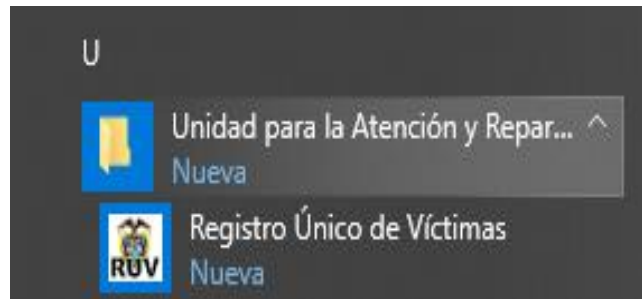 U
Unidad para la Atención y Repar...
Nueva
Registro Único de Víctimas
RUV
Nueva